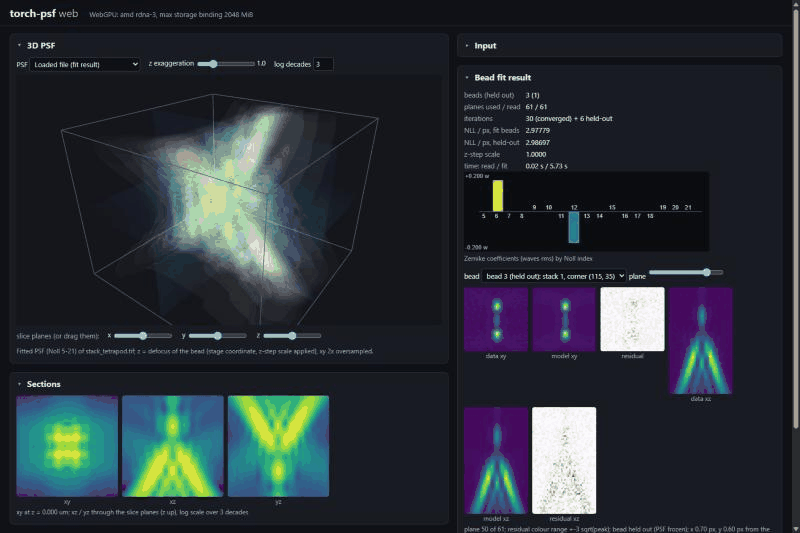 torch-psf web WebGPU: amd rdna-3, max storage binding 2048 MiB
3D PSF
PSF Loaded file (fit result) z exaggeration 1.0 log decades 3
slice planes (or drag them): x y z
Fitted PSF (Noll 5-21) of stack_tetrapod.tif; z = defocus of the bead (stage coordinate, z-step scale applied), xy 2x oversampled.
Sections
xy xz yz
xy at z = 0.000 um; xz / yz through the slice planes (z up), log scale over 3 decades
Input
Bead fit result
beads (held out) 3 (1)
planes used / read 61 / 61
iterations 30 (converged) + 6 held-out
NLL / px, fit beads 2.97779
NLL / px, held-out 2.98697
z-step scale 1.0000
time: read / fit 0.02 s / 5.73 s
+0.200 w
9 10 12 15 19 20 21
5 6 7 8 11 13 14 16 17 18
-0.200 w
Zernike coefficients (waves rms) by Noll index
bead bead 3 (held out): stack 1, corner (115, 35) plane
data xy model xy residual
data xz
model xz residual xz
plane 50 of 61; residual colour range +-3 sqrt(peak); bead held out (PSF frozen); x 0.70 px, y 0.60 px from the